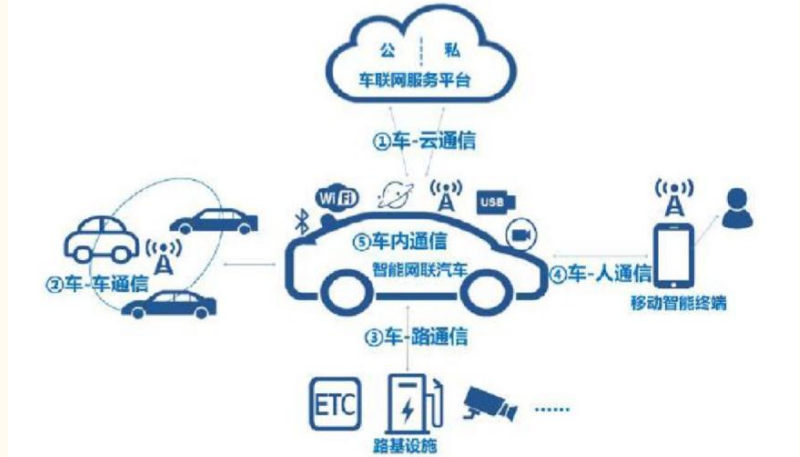 公 私
车联网服务平台
①车-云通信
WiFi
USB
⑤车内通信
智能网联汽车
②车-车通信
④车-人通信
移动智能终端
③车-路通信
ETC
路基设施
……